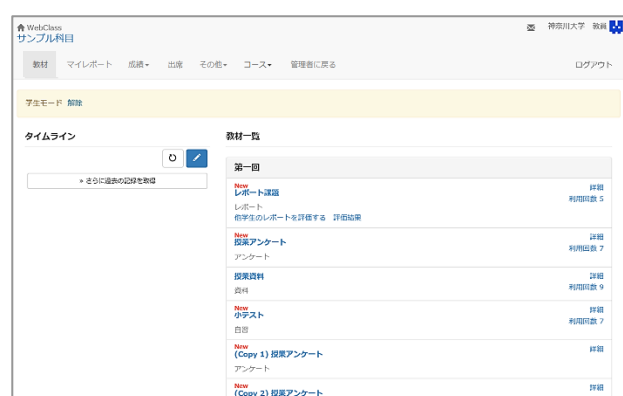 WebClass
サンプル科目
神奈川大学 教員
教材 マイレポート 成績 出席 その他 コース 管理者に戻る ログアウト
学生モード 解除
タイムライン
» さらに過去の記録を取得
教材一覧
第一回
New
レポート課題 詳細
利用回数 5
レポート
他学生のレポートを評価する 評価結果
New
授業アンケート 詳細
利用回数 7
アンケート
授業資料 詳細
資料 利用回数 9
New
小テスト 詳細
利用回数 7
自習
New
(Copy 1) 授業アンケート 詳細
アンケート
New
(Copy 2) 授業アンケート 詳細